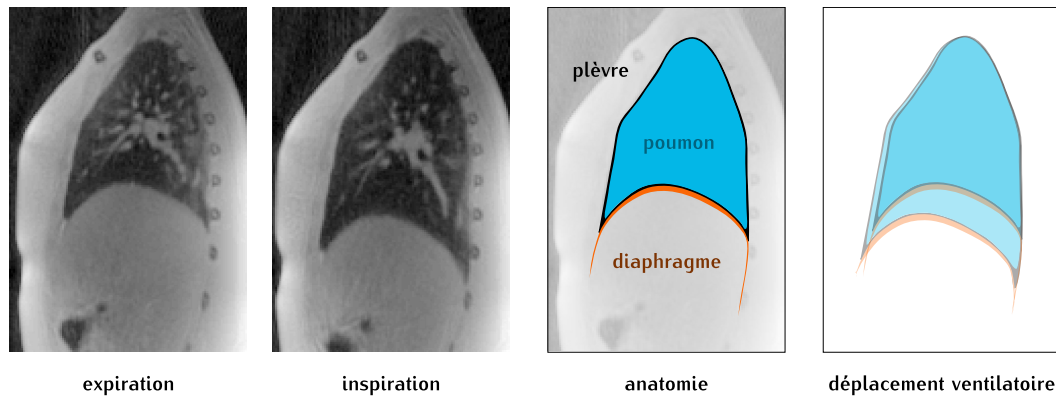 plèvre
poumon
diaphragme
expiration
inspiration
anatomie
déplacement ventilatoire